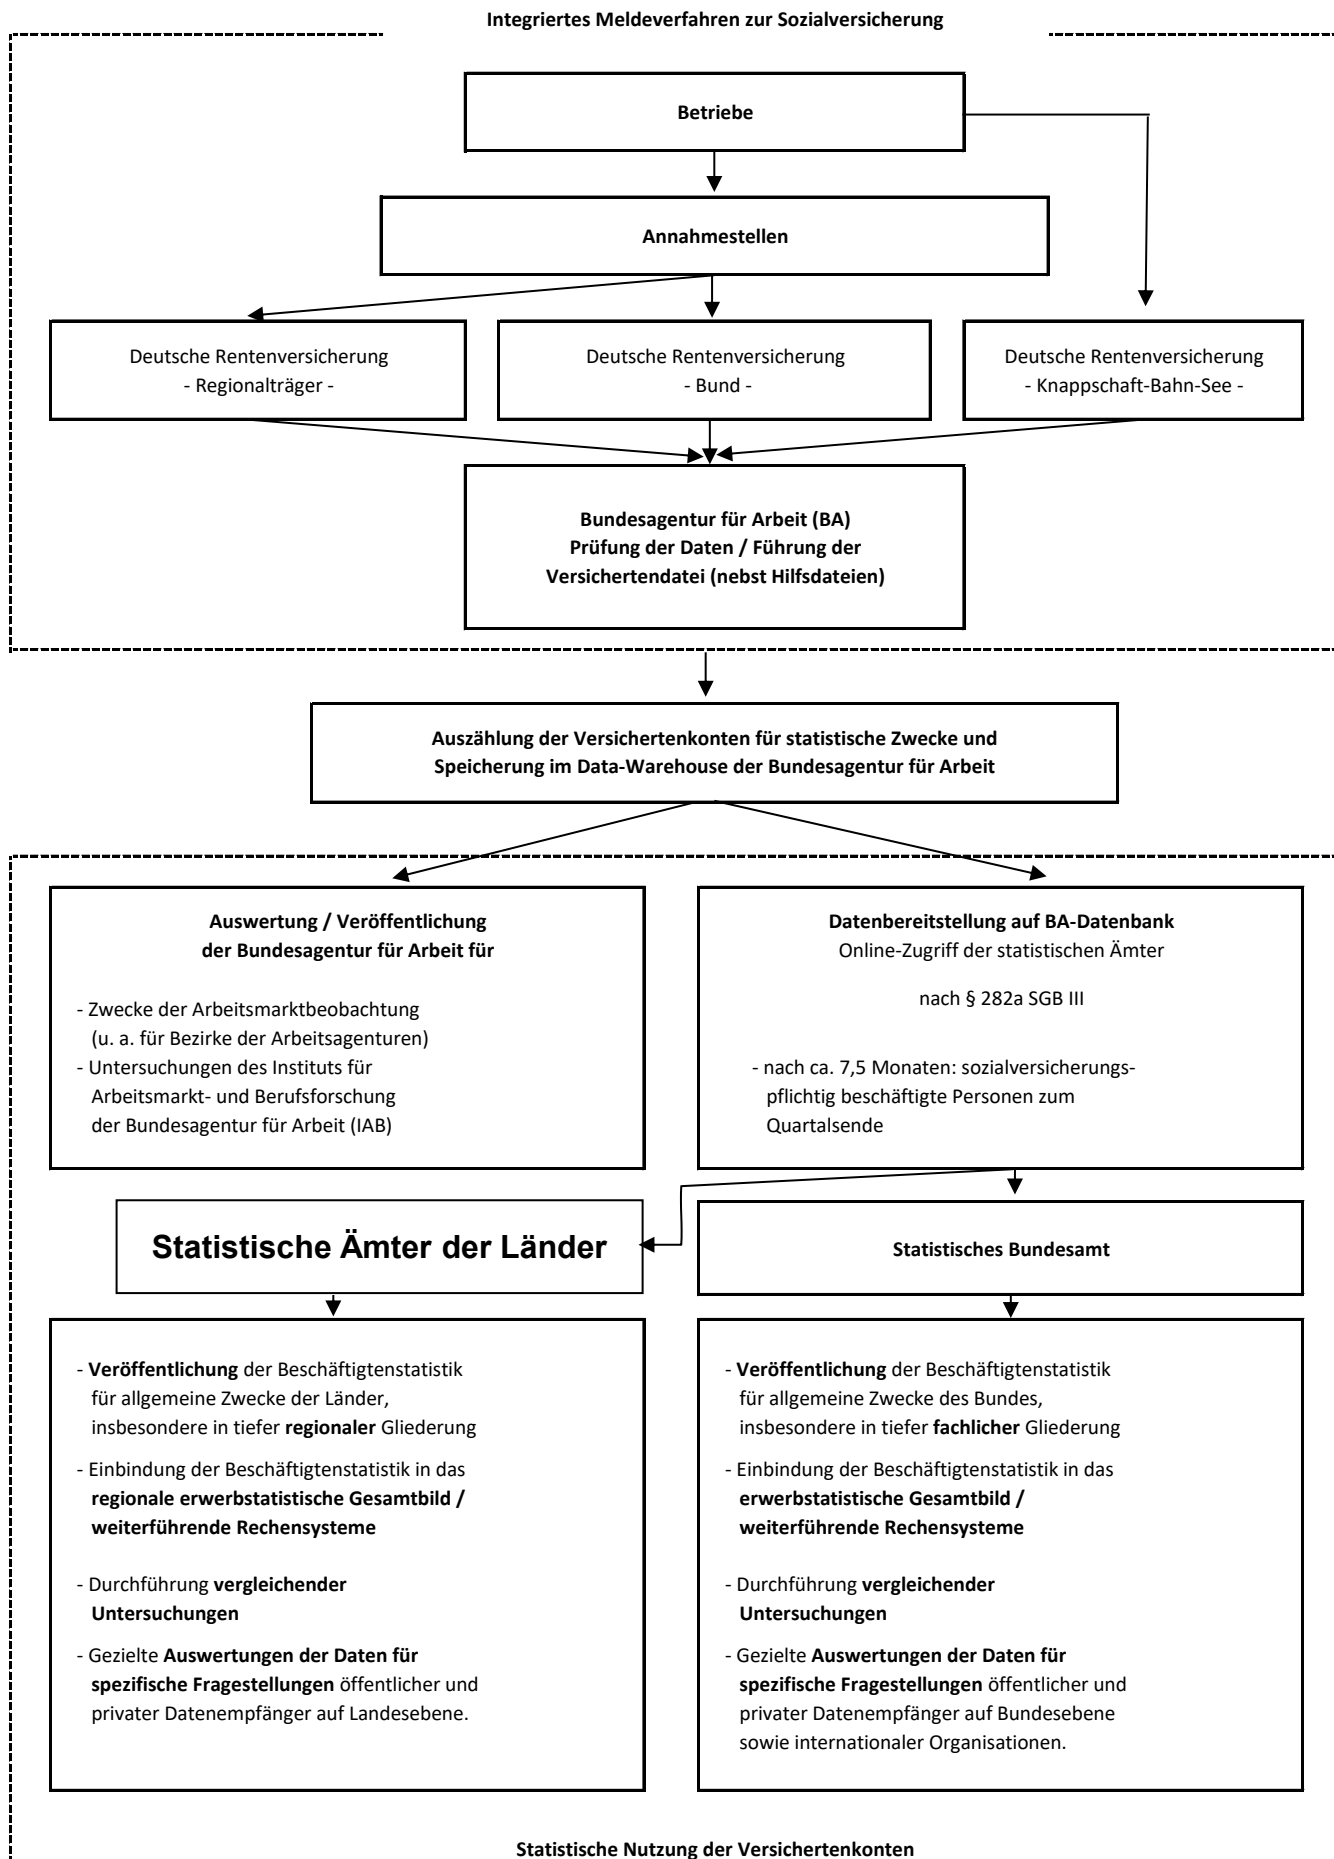 Integriertes Meldeverfahren zur Sozialversicherung
Betriebe
Annahmestellen
Deutsche Rentenversicherung
- Regionalträger -
Deutsche Rentenversicherung
- Bund -
Deutsche Rentenversicherung
- Knappschaft-Bahn-See -
Bundesagentur für Arbeit (BA)
Prüfung der Daten / Führung der
Versichertendatei (nebst Hilfsdateien)
Auszählung der Versichertenkonten für statistische Zwecke und
Speicherung im Data-Warehouse der Bundesagentur für Arbeit
Auswertung / Veröffentlichung
der Bundesagentur für Arbeit für
- Zwecke der Arbeitsmarktbeobachtung
(u. a. für Bezirke der Arbeitsagenturen)
- Untersuchungen des Instituts für
Arbeitsmarkt- und Berufsforschung
der Bundesagentur für Arbeit (IAB)
Datenbereitstellung auf BA-Datenbank
Online-Zugriff der statistischen Ämter
nach § 282a SGB III
- nach ca. 7,5 Monaten: sozialversicherungs-
pflichtig beschäftigte Personen zum
Quartalsende
Statistische Ämter der Länder
Statistisches Bundesamt
- Veröffentlichung der Beschäftigtenstatistik
für allgemeine Zwecke der Länder,
insbesondere in tiefer regionaler Gliederung
- Einbindung der Beschäftigtenstatistik in das
regionale erwerbstatistische Gesamtbild /
weiterführende Rechensysteme
- Durchführung vergleichender
Untersuchungen
- Gezielte Auswertungen der Daten für
spezifische Fragestellungen öffentlicher und
privater Datenempfänger auf Landesebene.
- Veröffentlichung der Beschäftigtenstatistik
für allgemeine Zwecke des Bundes,
insbesondere in tiefer fachlicher Gliederung
- Einbindung der Beschäftigtenstatistik in das
erwerbstatistische Gesamtbild /
weiterführende Rechensysteme
- Durchführung vergleichender
Untersuchungen
- Gezielte Auswertungen der Daten für
spezifische Fragestellungen öffentlicher und
privater Datenempfänger auf Bundesebene
sowie internationaler Organisationen.
Statistische Nutzung der Versichertenkonten